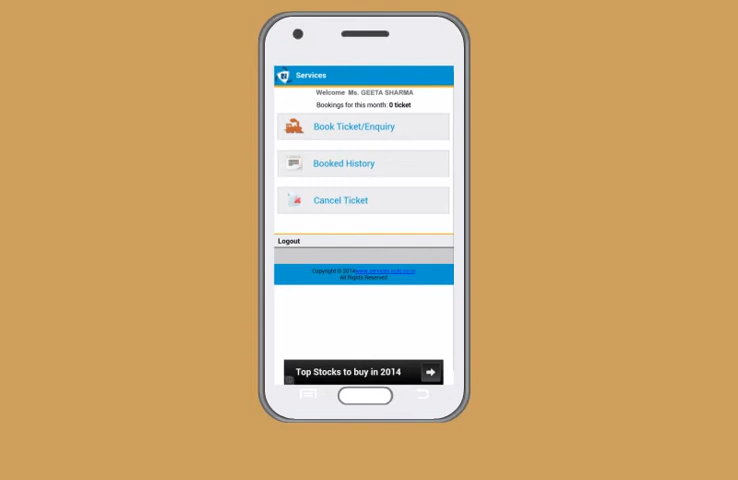 Services
Welcome Ms. GEETA SHARMA
Bookings for this month: 0 ticket
Book Ticket/Enquiry
Booked History
Cancel Ticket
Logout
Copyright © 2014
All Rights Reserved
Top Stocks to buy in 2014